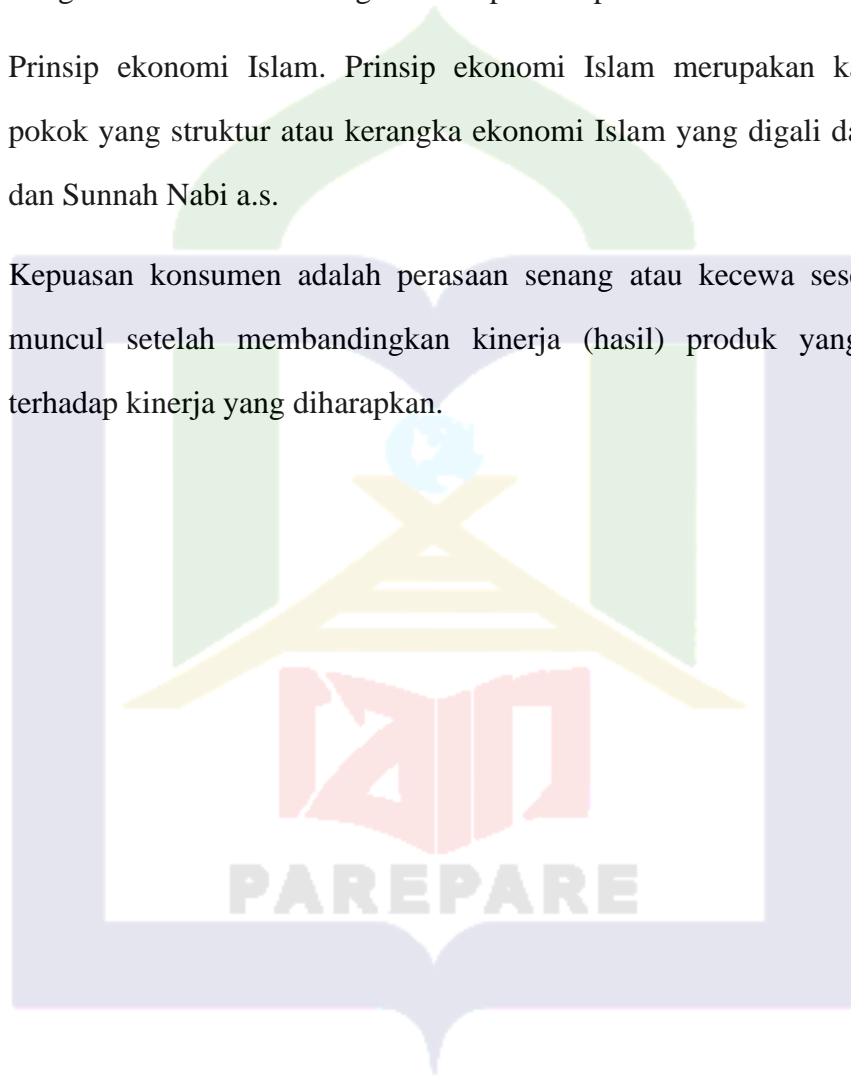 Prinsip ekonomi Islam. Prinsip ekonomi Islam merupakan ka
pokok yang struktur atau kerangka ekonomi Islam yang digali da
dan Sunnah Nabi a.s.
Kepuasan konsumen adalah perasaan senang atau kecewa sese
muncul setelah membandingkan kinerja (hasil) produk yang
terhadap kinerja yang diharapkan.
iain
PAREPARE